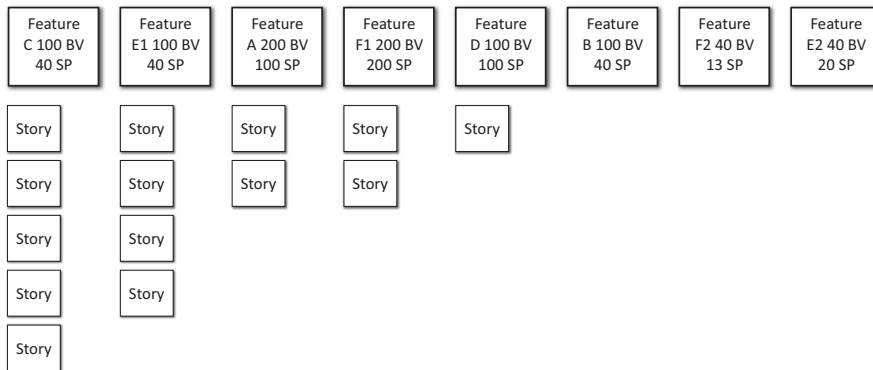 Feature
C 100 BV
40 SP
Feature
E1 100 BV
40 SP
Feature
A 200 BV
100 SP
Feature
F1 200 BV
200 SP
Feature
D 100 BV
100 SP
Feature
B 100 BV
40 SP
Feature
F2 40 BV
13 SP
Feature
E2 40 BV
20 SP
Story
Story
Story
Story
Story
Story
Story
Story
Story
Story
Story
Story
Story
Story